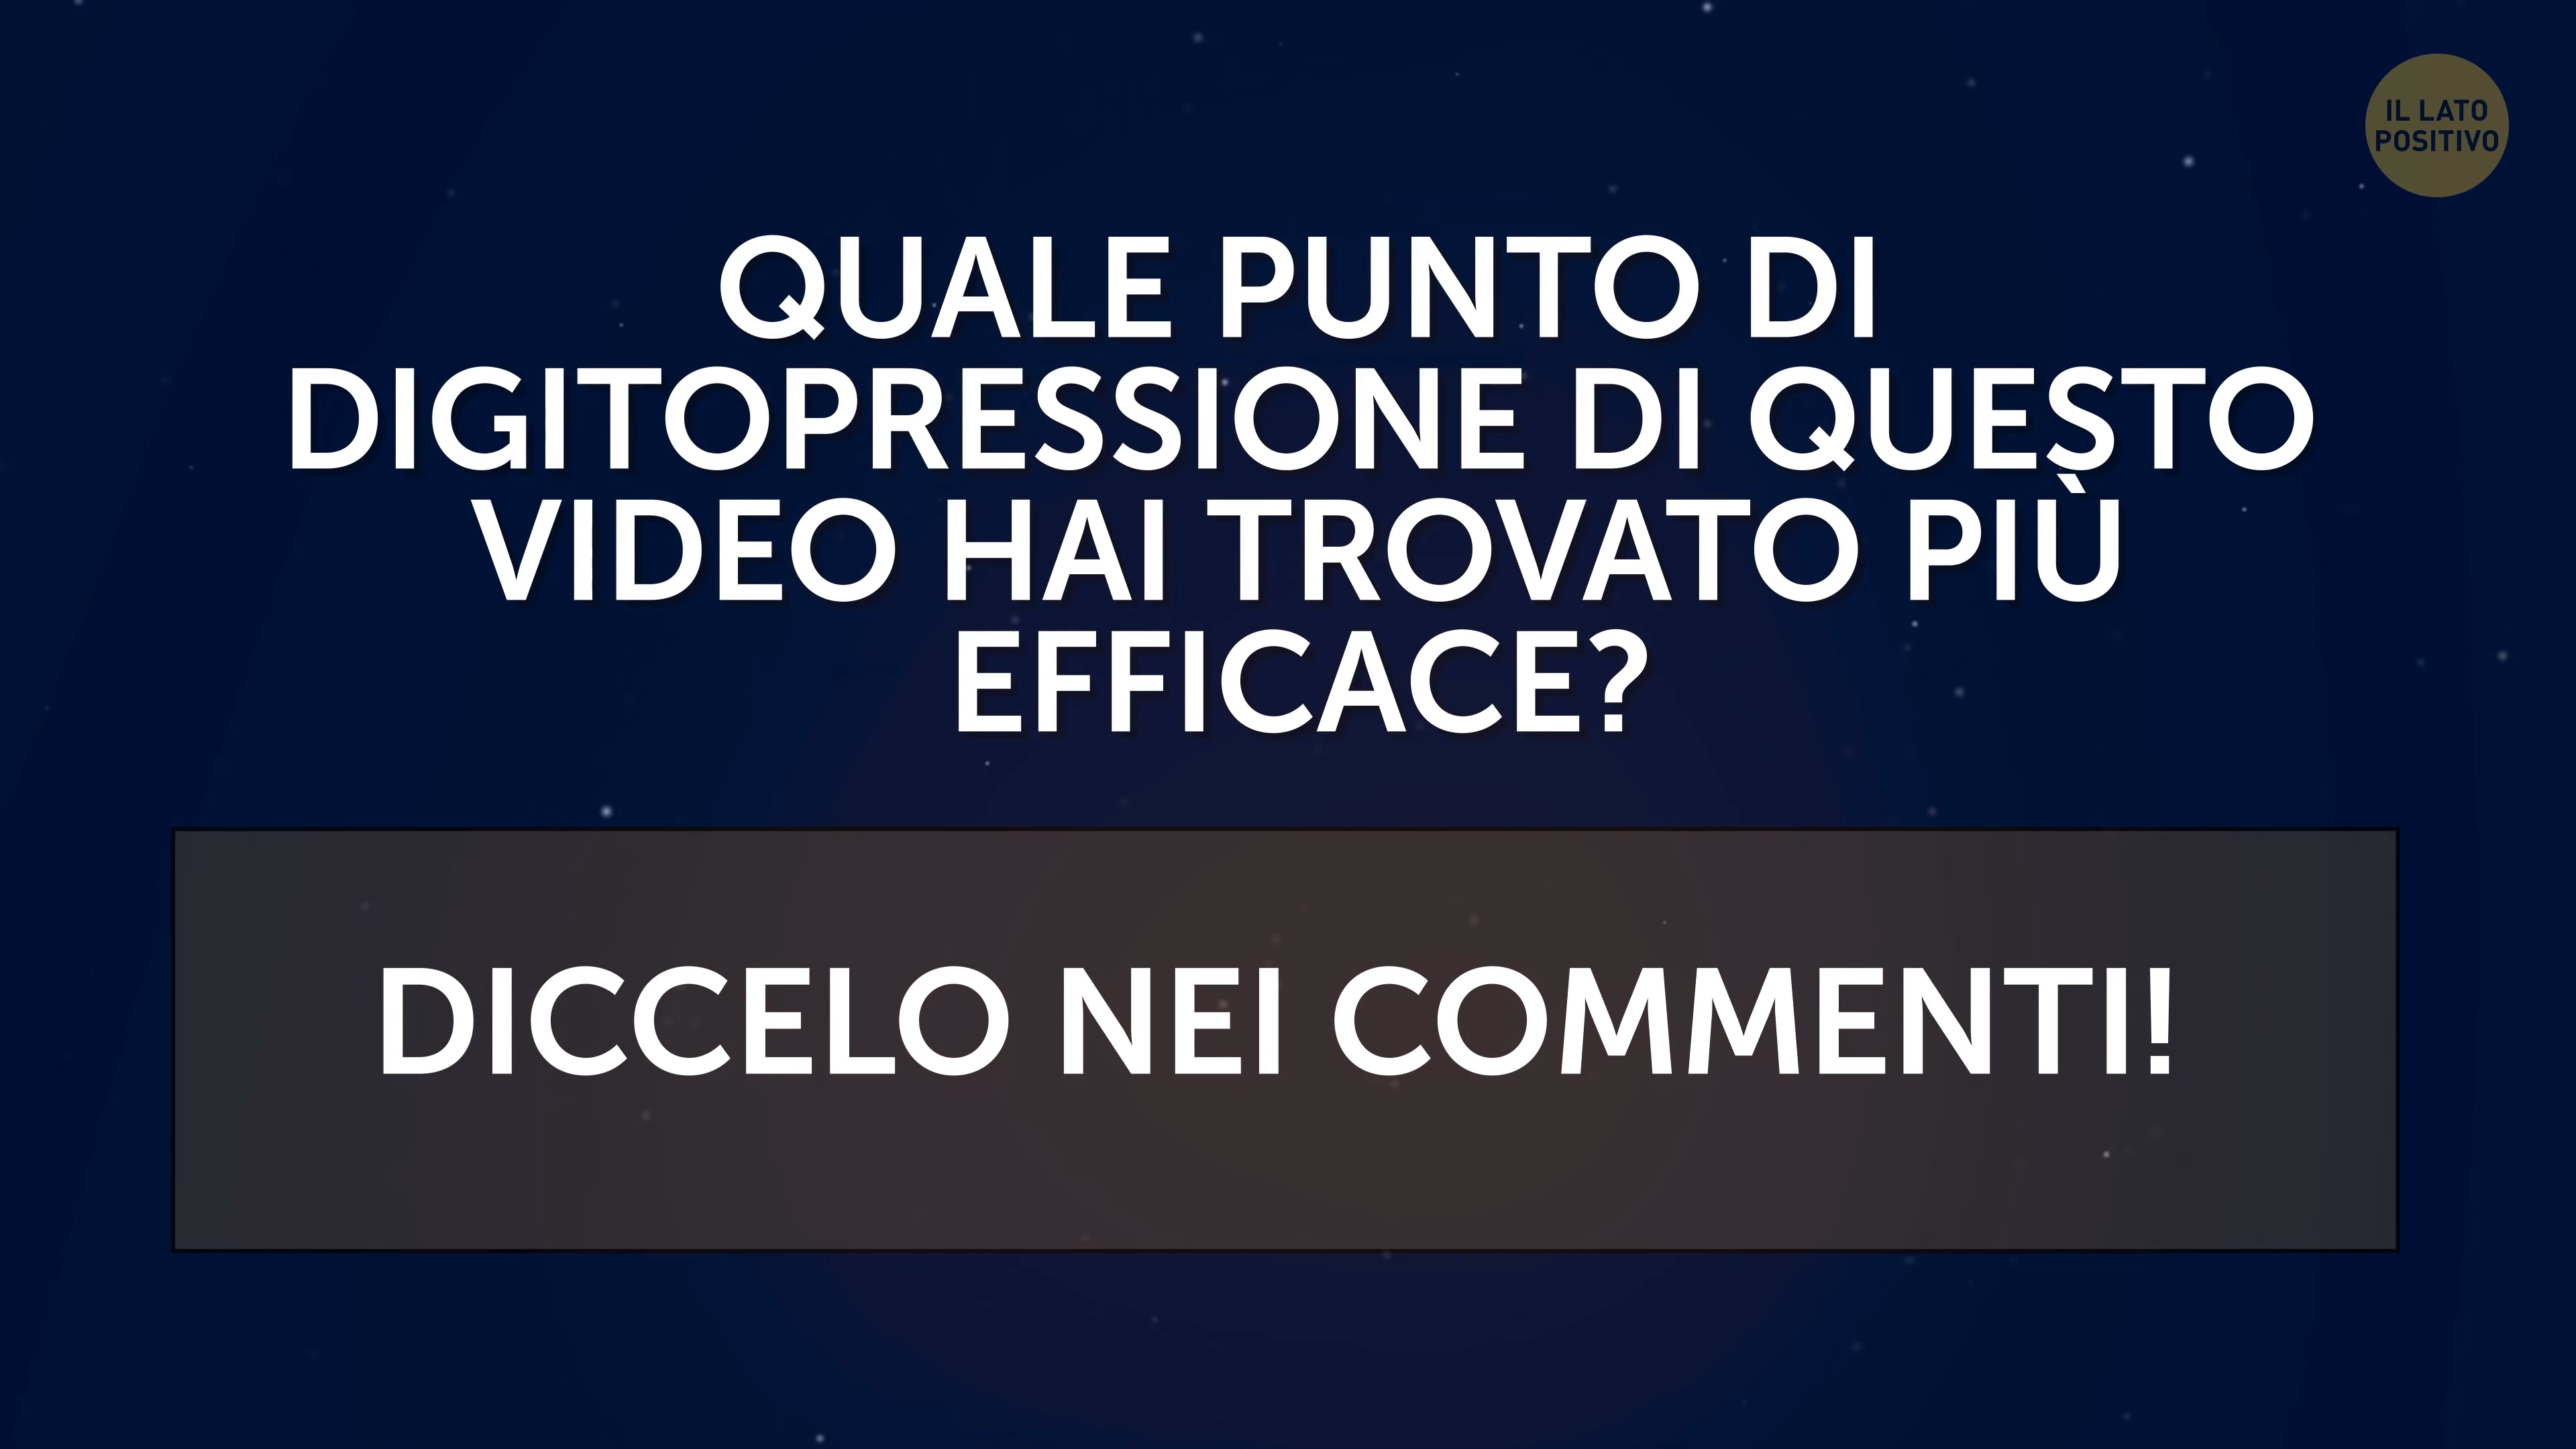 IL LATO
POSITIVO
QUALE PUNTO DI
DIGITOPRESSIONE DI QUESTO
VIDEO HAI TROVATO PIÙ
EFFICACE?
DICCELO NEI COMMENTI!